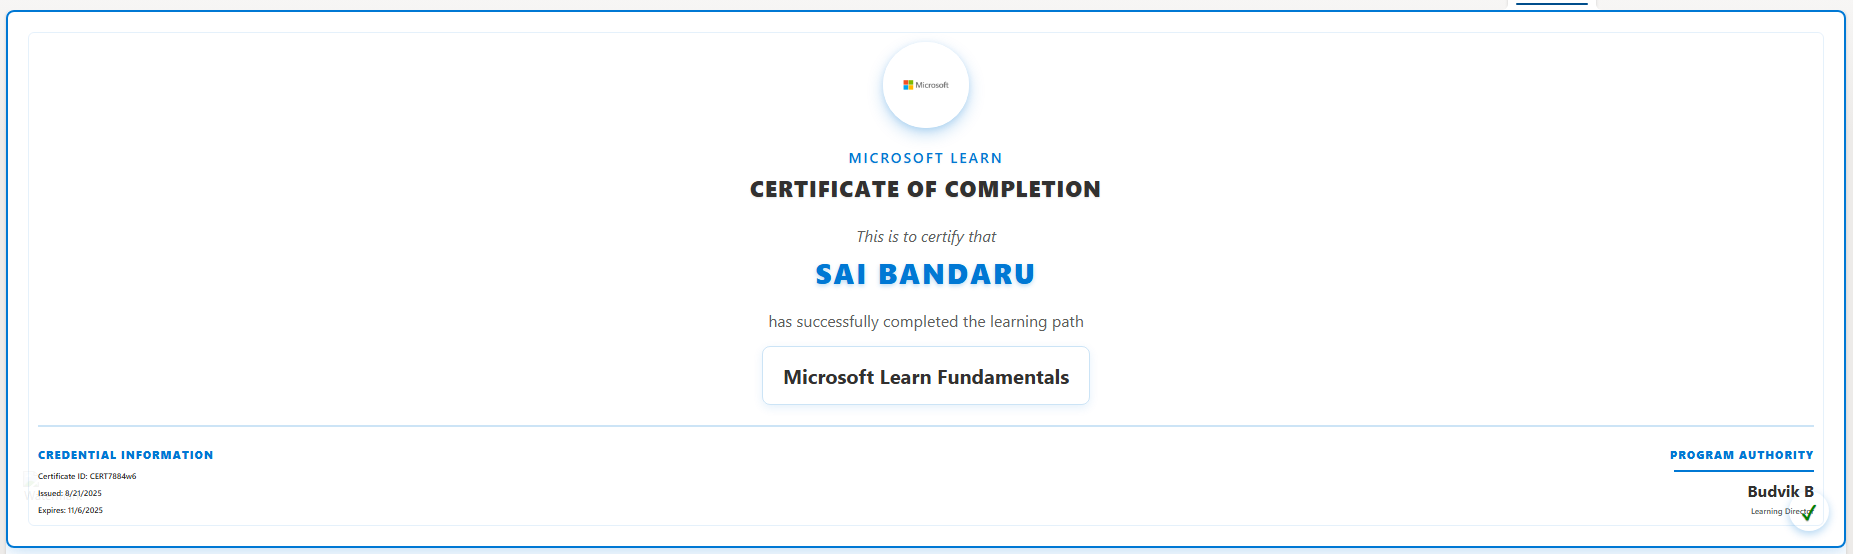 Microsoft
MICROSOFT LEARN
CERTIFICATE OF COMPLETION
This is to certify that
SAI BANDARU
has successfully completed the learning path
Microsoft Learn Fundamentals
CREDENTIAL INFORMATION
Certificate ID: CERT7884w6
Issued: 8/21/2025
Expires: 11/6/2025
PROGRAM AUTHORITY
Budvik B
Learning Director